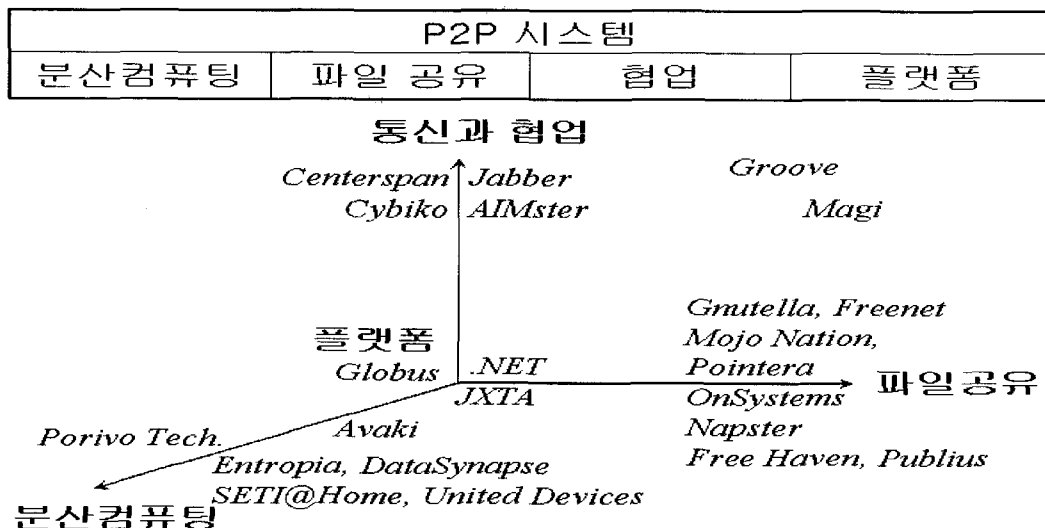 P2P 시스템
분산컴퓨팅 파일 공유 협업 플랫폼
통신과 협업
Centerspan Jabber Groove
Cybiko AIMster Magi
Gnutella, Freenet
플랫폼 Mojo Nation,
Globus .NET Pointera
파일공유
JXTA OnSystems
Avaki Napster
Porivo Tech.
Entropia, DataSynapse Free Haven, Publius
SETI@Home, United Devices
분산컴퓨팅